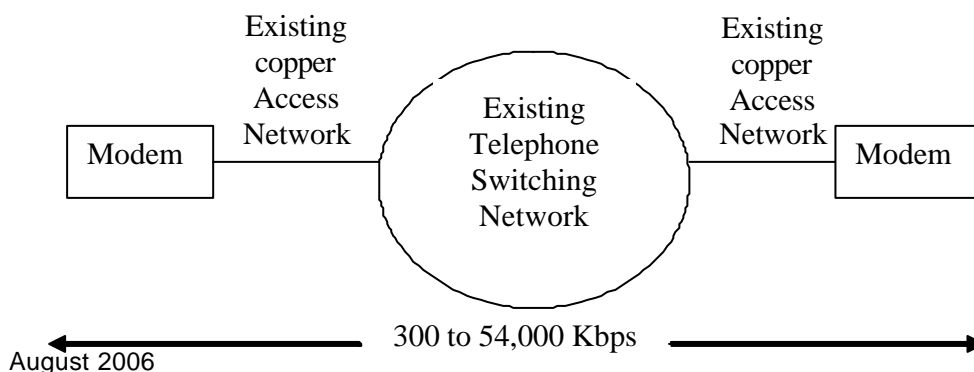 Existing
copper
Access
Network
Existing
copper
Access
Network
Existing
Telephone
Switching
Network
Modem
Modem
300 to 54,000 Kbps
August 2006